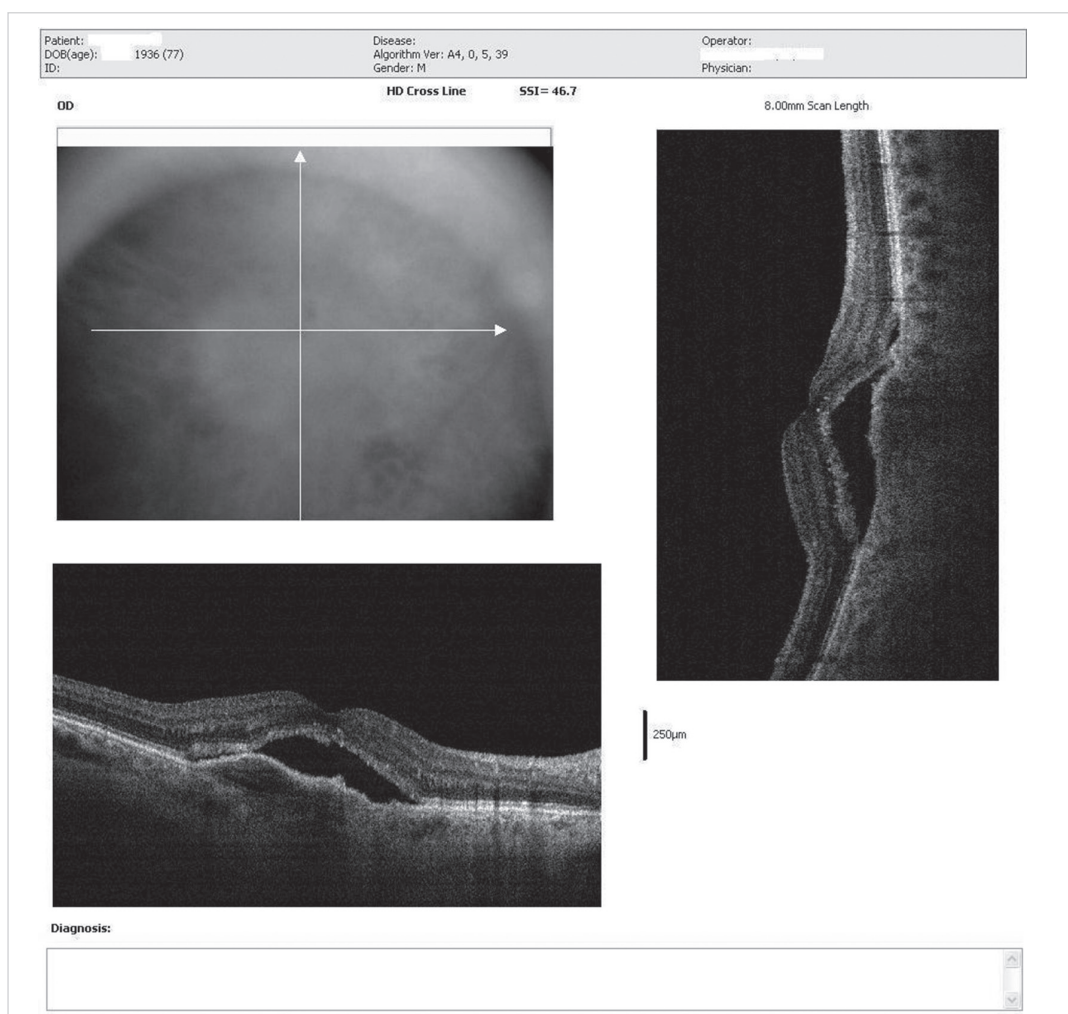 Patient:
DOB(age): 1936 (77)
ID:
Disease:
Algorithm Ver: A4, 0, 5, 39
Gender: M
Operator:
Physician:
HD Cross Line SSI= 46.7
OD
8.00mm Scan Length
250µm
Diagnosis: